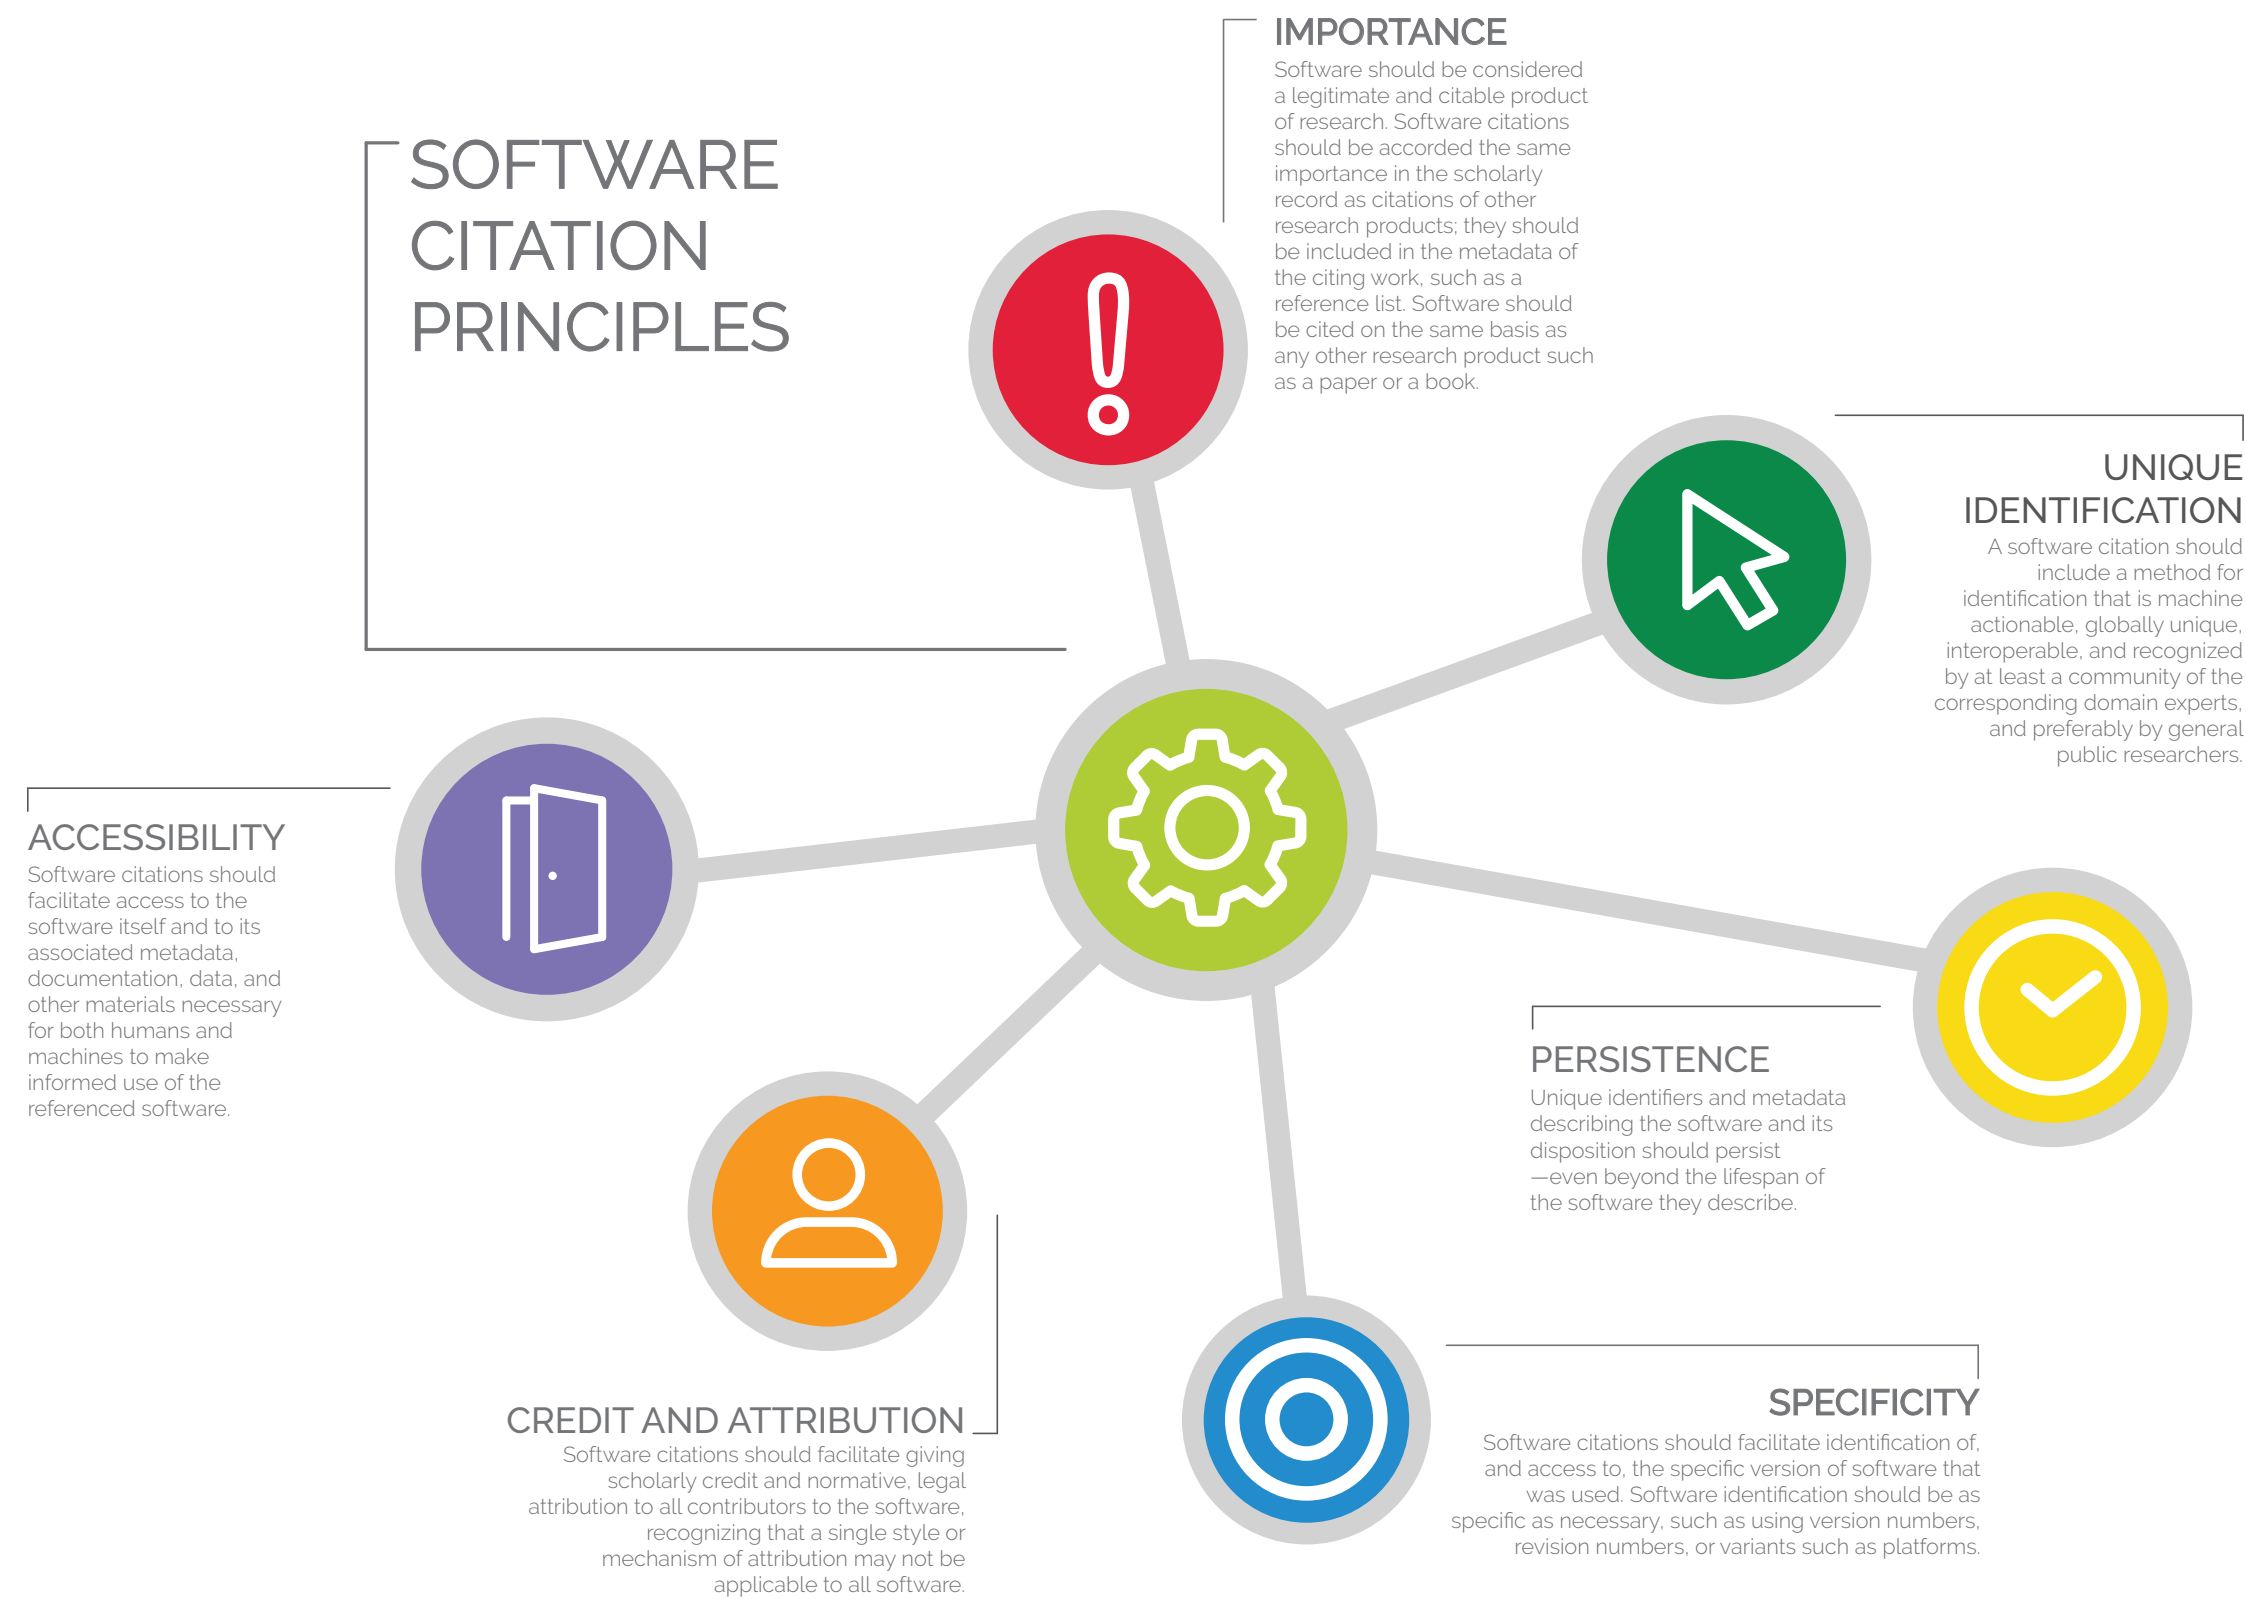 SOFTWARE
CITATION
PRINCIPLES
IMPORTANCE
Software should be considered
a legitimate and citable product
of research. Software citations
should be accorded the same
importance in the scholarly
record as citations of other
research products; they should
be included in the metadata of
the citing work, such as a
reference list. Software should
be cited on the same basis as
any other research product such
as a paper or a book.
UNIQUE
IDENTIFICATION
A software citation should
include a method for
identification that is machine
actionable, globally unique,
interoperable, and recognized
by at least a community of the
corresponding domain experts,
and preferably by general
public researchers.
PERSISTENCE
Unique identifiers and metadata
describing the software and its
disposition should persist
—even beyond the lifespan of
the software they describe.
SPECIFICITY
Software citations should facilitate identification of,
and access to, the specific version of software that
was used. Software identification should be as
specific as necessary, such as using version numbers,
revision numbers, or variants such as platforms.
CREDIT AND ATTRIBUTION
Software citations should facilitate giving
scholarly credit and normative, legal
attribution to all contributors to the software,
recognizing that a single style or
mechanism of attribution may not be
applicable to all software.
ACCESSIBILITY
Software citations should
facilitate access to the
software itself and to its
associated metadata,
documentation, data, and
other materials necessary
for both humans and
machines to make
informed use of the
referenced software.